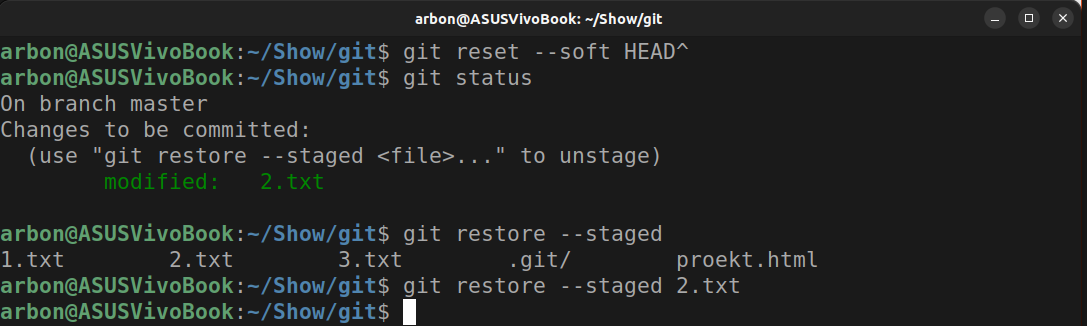 arbon@ASUSVivoBook: ~/Show/git
arbon@ASUSVivoBook:~/Show/git$ git reset --soft HEAD^
arbon@ASUSVivoBook:~/Show/git$ git status
On branch master
Changes to be committed:
  (use "git restore --staged <file>..." to unstage)
        modified:   2.txt

arbon@ASUSVivoBook:~/Show/git$ git restore --staged
1.txt        2.txt        3.txt        .git/        proekt.html
arbon@ASUSVivoBook:~/Show/git$ git restore --staged 2.txt
arbon@ASUSVivoBook:~/Show/git$